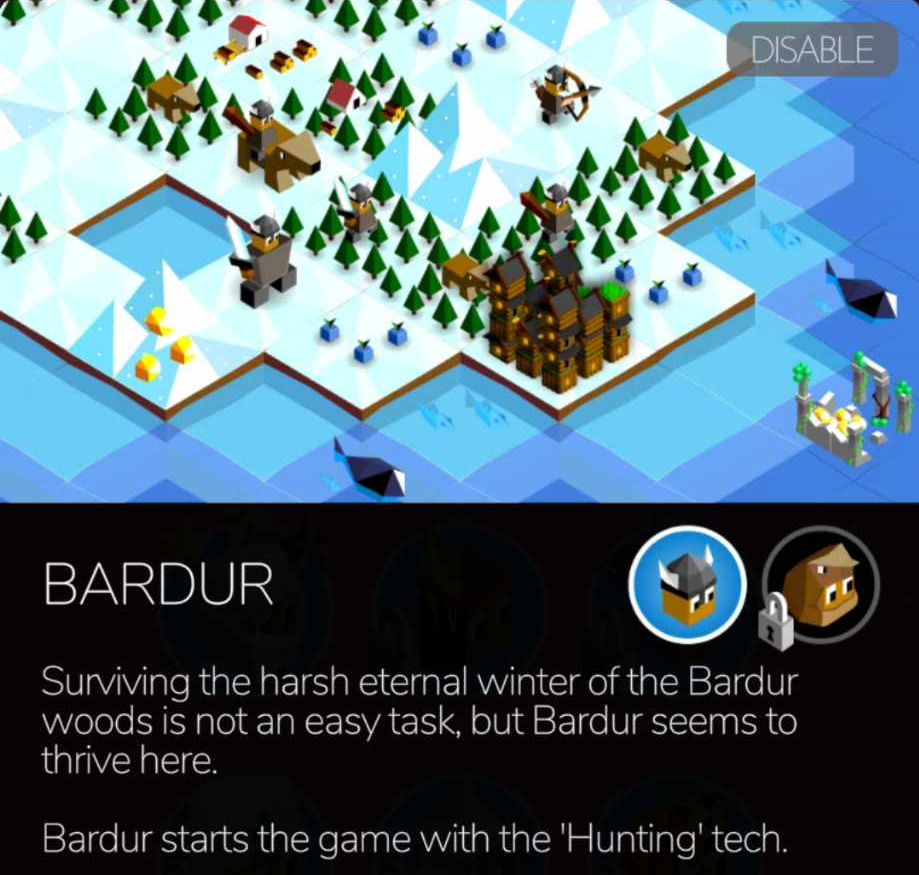 DISABLE
BARDUR
Surviving the harsh eternal winter of the Bardur
woods is not an easy task, but Bardur seems to
thrive here.
Bardur starts the game with the 'Hunting' tech.